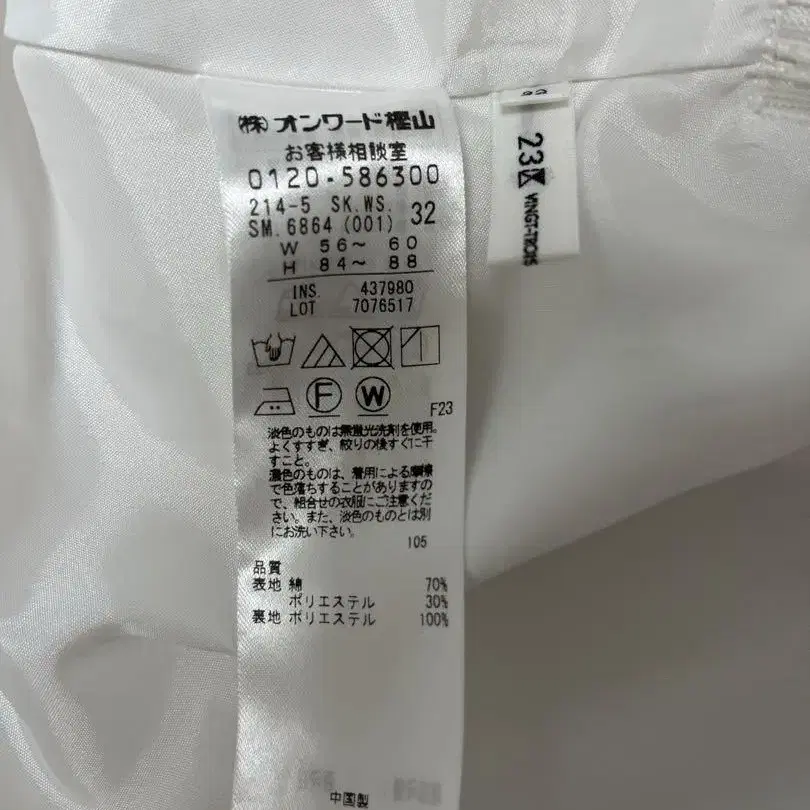 (株)オンワード樫山
お客様相談室
0120-586300
214-5 SK.WS.
SM.6864(001) 32
W 56~ 60
H 84~ 88
INS. 437980
LOT 7076517
F
W
F23
淡色のものは無蛍光洗剤を使用。
よくすすぎ、絞りの後すぐに干
すこと。
濃色のものは、着用による摩擦
で色落ちすることがありますの
で、組合せの衣服にご注意くだ
さい。また、淡色のものとは別
にお洗い下さい。
105
品質
表地 綿 70%
ポリエステル 30%
裏地 ポリエステル 100%
中国製
23区
VINGT-TROIS